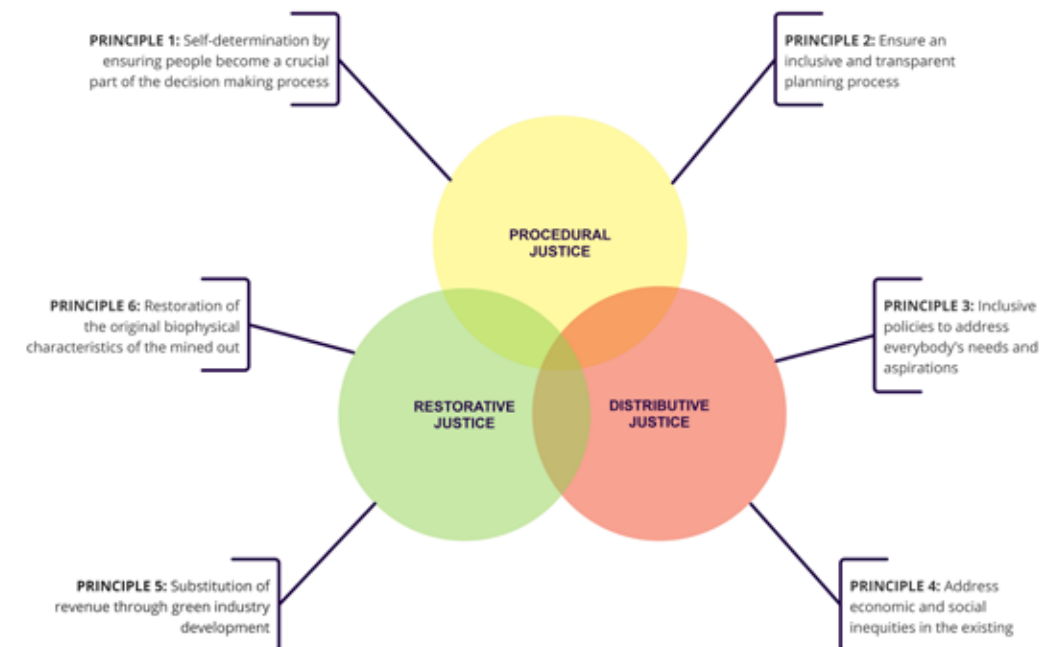 PRINCIPLE 1: Self-determination by
ensuring people become a crucial
part of the decision making process
PRINCIPLE 2: Ensure an
inclusive and transparent
planning process
PROCEDURAL
JUSTICE
PRINCIPLE 6: Restoration of
the original biophysical
characteristics of the mined out
PRINCIPLE 3: Inclusive
policies to address
everybody's needs and
aspirations
RESTORATIVE
JUSTICE
DISTRIBUTIVE
JUSTICE
PRINCIPLE 5: Substitution of
revenue through green industry
development
PRINCIPLE 4: Address
economic and social
inequities in the existing